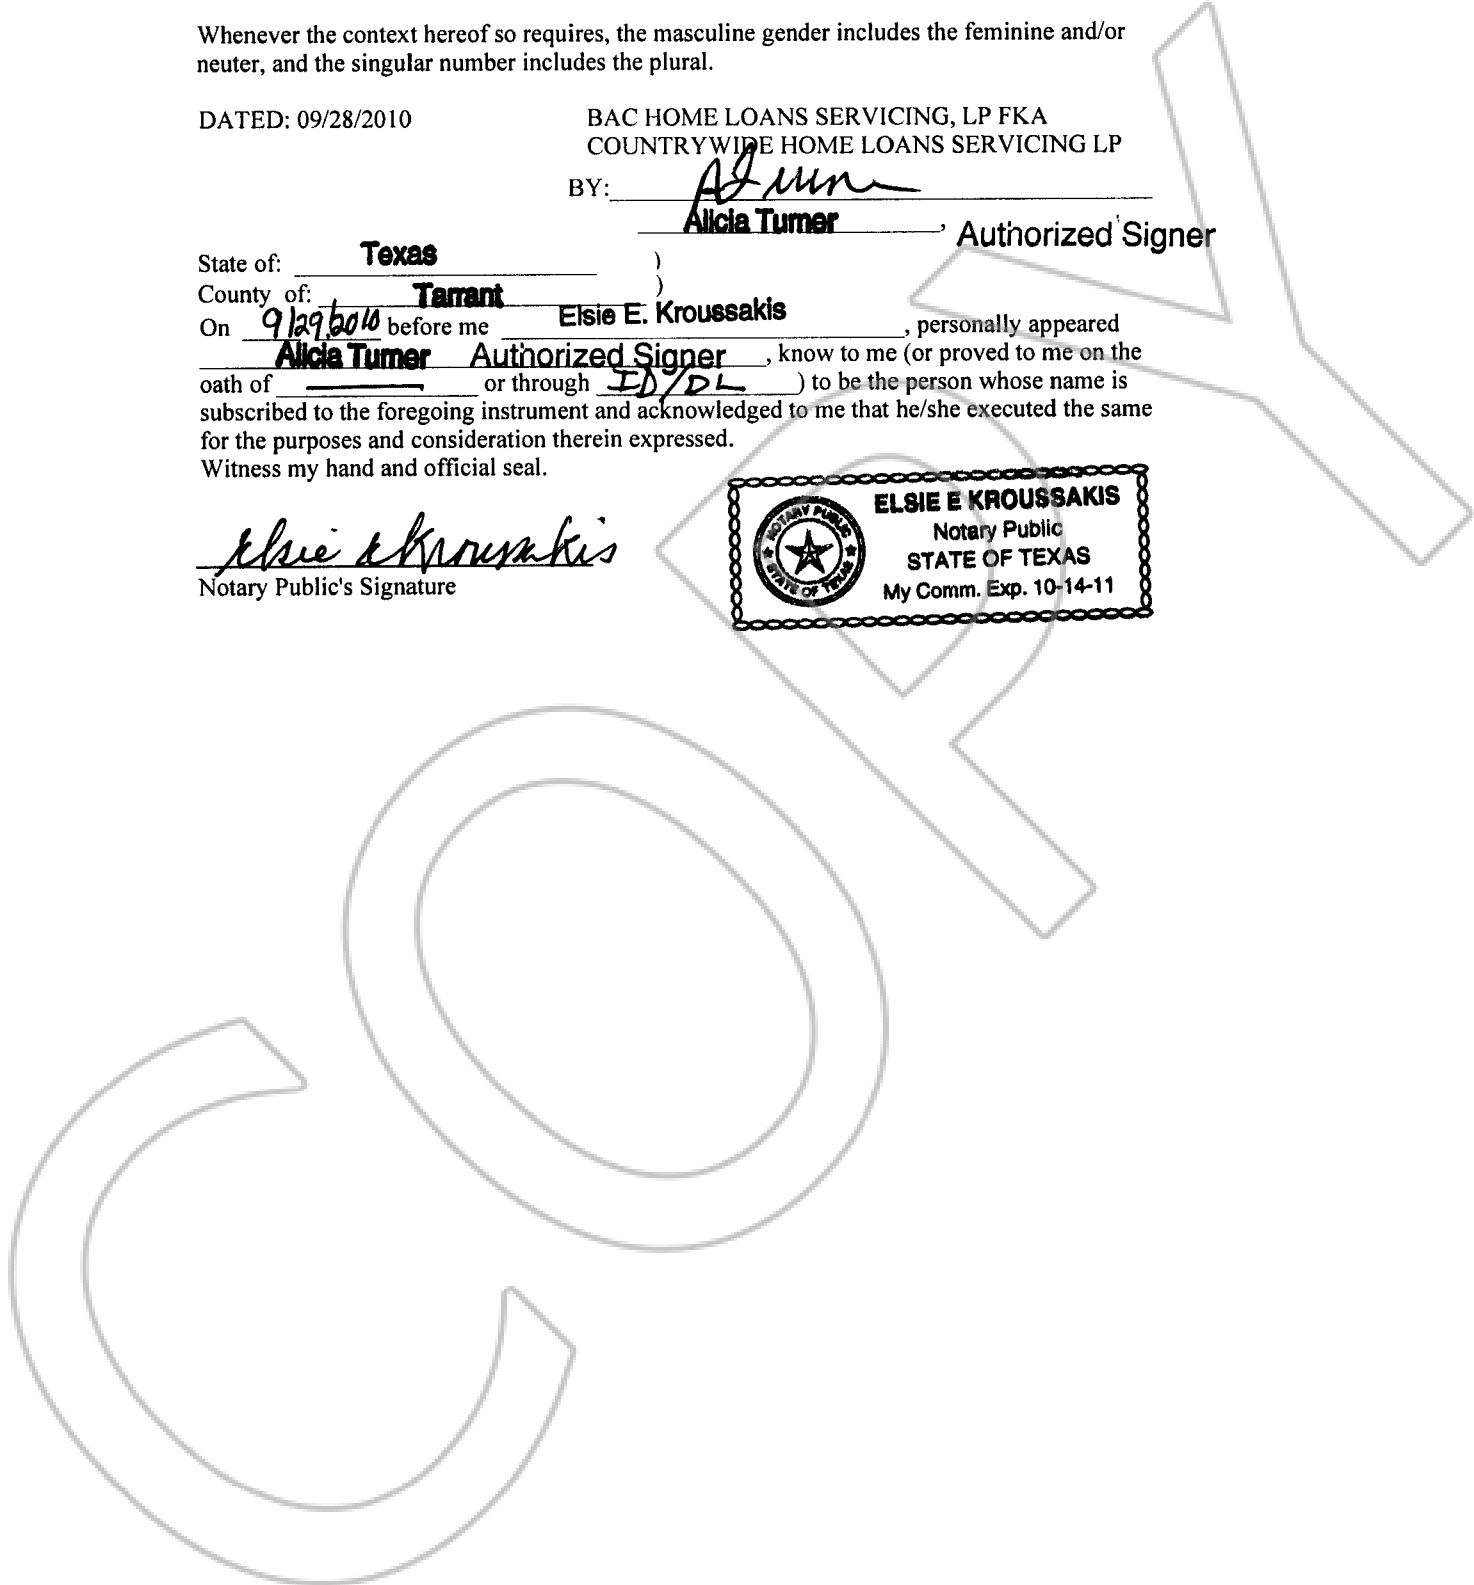 Whenever the context hereof so requires, the masculine gender includes the feminine and/or
neuter, and the singular number includes the plural.
DATED: 09/28/2010
BAC HOME LOANS SERVICING, LP FKA
COUNTRYWIDE HOME LOANS SERVICING LP
BY: A Turner
Alicia Turner, Authorized Signer
State of: Texas )
County of: Tarrant )
On 9/29/2010 before me Elsie E. Kroussakis, personally appeared
Alicia Turner Authorized Signer, know to me (or proved to me on the
oath of or through ID/DL ) to be the person whose name is
subscribed to the foregoing instrument and acknowledged to me that he/she executed the same
for the purposes and consideration therein expressed.
Witness my hand and official seal.
Elsie E Kroussakis
Notary Public's Signature
NOTARY PUBLIC
STATE OF TEXAS
ELSIE E KROUSSAKIS
Notary Public
STATE OF TEXAS
My Comm. Exp. 10-14-11
COPY